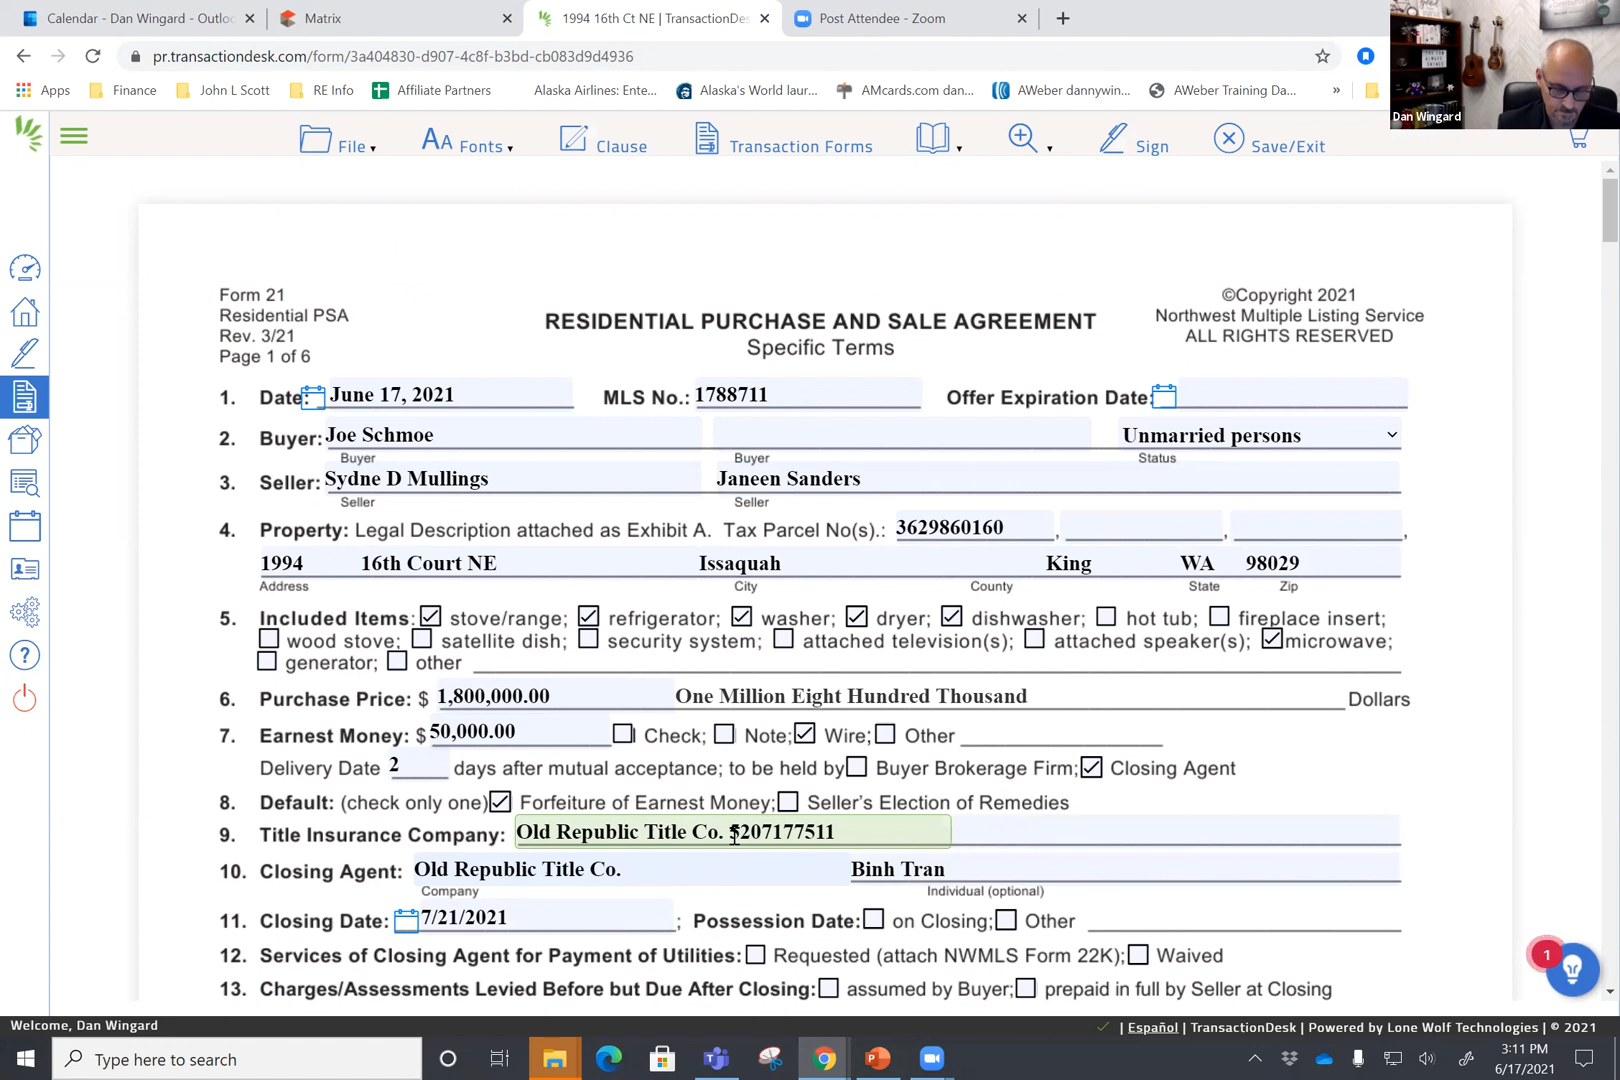 Calendar - Dan Wingard - Outlo
Matrix
1994 16th Ct NE | TransactionDes
Post Attendee - Zoom
pr.transactiondesk.com/form/3a404830-d907-4c8f-b3bd-cb083d9d4936
Apps
Finance
John L Scott
RE Info
Affiliate Partners
Alaska Airlines: Ente...
Alaska's World laur...
AMcards.com dan...
AWeber dannywin...
AWeber Training Da...
»
Dan Wingard
File
Fonts
Clause
Transaction Forms
Sign
Save/Exit
Form 21
Residential PSA
Rev. 3/21
Page 1 of 6
RESIDENTIAL PURCHASE AND SALE AGREEMENT
Specific Terms
©Copyright 2021
Northwest Multiple Listing Service
ALL RIGHTS RESERVED
1. Date: June 17, 2021 MLS No.: 1788711 Offer Expiration Date:
2. Buyer: Joe Schmoe Unmarried persons
Buyer Buyer Status
3. Seller: Sydne D Mullings Janeen Sanders
Seller Seller
4. Property: Legal Description attached as Exhibit A. Tax Parcel No(s).: 3629860160 , , ,
1994 16th Court NE Issaquah King WA 98029
Address City County State Zip
5. Included Items: stove/range; refrigerator; washer; dryer; dishwasher; hot tub; fireplace insert;
wood stove; satellite dish; security system; attached television(s); attached speaker(s); microwave;
generator; other
6. Purchase Price: $ 1,800,000.00 One Million Eight Hundred Thousand Dollars
7. Earnest Money: $ 50,000.00 Check; Note; Wire; Other
Delivery Date 2 days after mutual acceptance; to be held by Buyer Brokerage Firm; Closing Agent
8. Default: (check only one) Forfeiture of Earnest Money; Seller's Election of Remedies
9. Title Insurance Company: Old Republic Title Co. 5207177511
10. Closing Agent: Old Republic Title Co. Binh Tran
Company Individual (optional)
11. Closing Date: 7/21/2021 ; Possession Date: on Closing; Other
12. Services of Closing Agent for Payment of Utilities: Requested (attach NWMLS Form 22K); Waived
13. Charges/Assessments Levied Before but Due After Closing: assumed by Buyer; prepaid in full by Seller at Closing
1
Welcome, Dan Wingard
| Español | TransactionDesk | Powered by Lone Wolf Technologies | © 2021
Type here to search
3:11 PM
6/17/2021